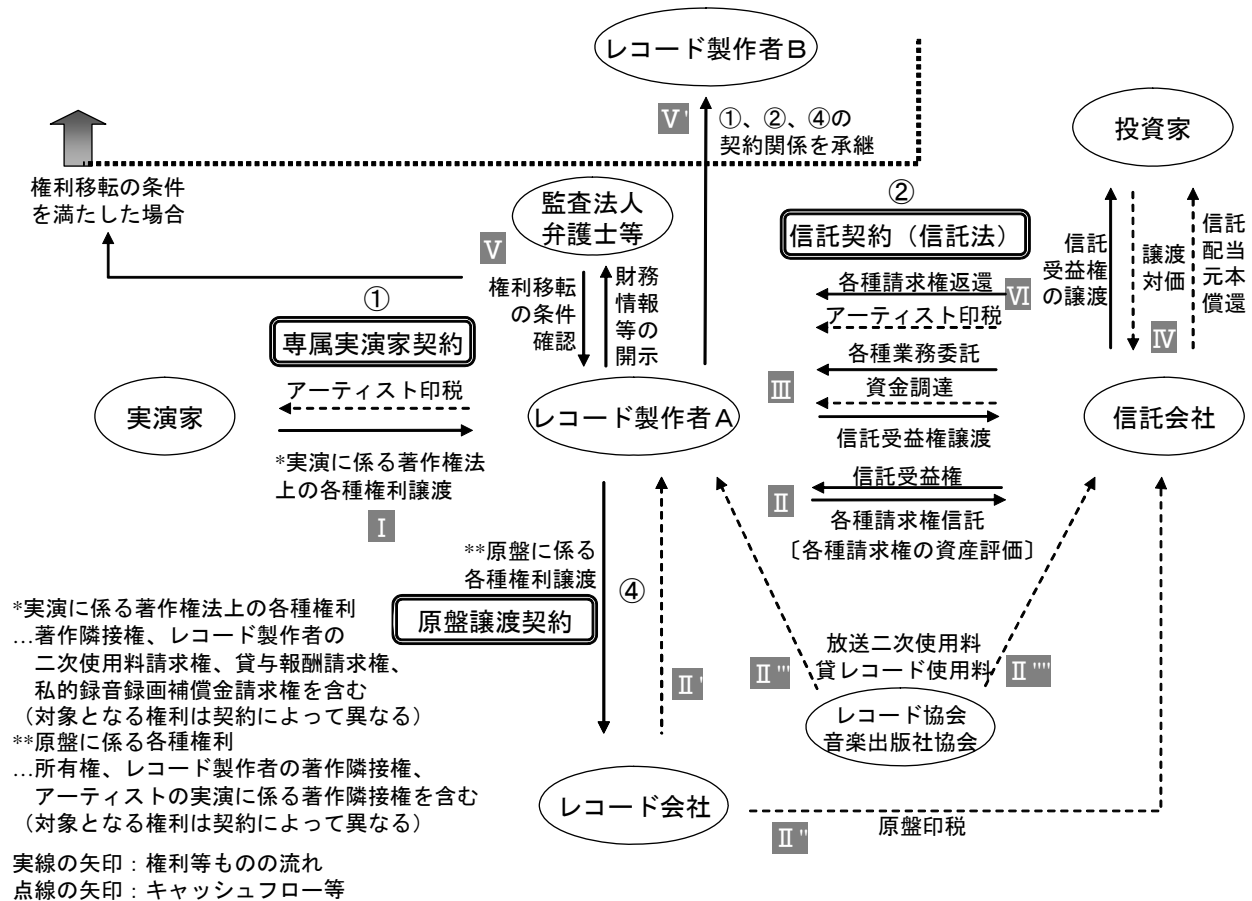 レコード製作者B
Ⅴ'
①、②、④の
契約関係を承継
投資家
権利移転の条件
を満たした場合
監査法人
弁護士等
Ⅴ
権利移転
の条件
確認
財務
情報
等の
開示
②
信託契約（信託法）
各種請求権返還
Ⅵ
アーティスト印税
各種業務委託
Ⅲ
資金調達
信託受益権譲渡
信託
受益権
の譲渡
譲渡
対価
信託
配当
元本
償還
Ⅳ
①
専属実演家契約
アーティスト印税
実演家
レコード製作者A
信託会社
*実演に係る著作権法
上の各種権利譲渡
Ⅰ
信託受益権
Ⅱ
各種請求権信託
〔各種請求権の資産評価〕
**原盤に係る
各種権利譲渡
④
原盤譲渡契約
Ⅱ'
Ⅱ'''
放送二次使用料
貸レコード使用料
Ⅱ''''
レコード協会
音楽出版社協会
レコード会社
Ⅱ''
原盤印税
*実演に係る著作権法上の各種権利
…著作隣接権、レコード製作者の
二次使用料請求権、貸与報酬請求権、
私的録音録画補償金請求権を含む
（対象となる権利は契約によって異なる）
**原盤に係る各種権利
…所有権、レコード製作者の著作隣接権、
アーティストの実演に係る著作隣接権を含む
（対象となる権利は契約によって異なる）
実線の矢印：権利等ものの流れ
点線の矢印：キャッシュフロー等